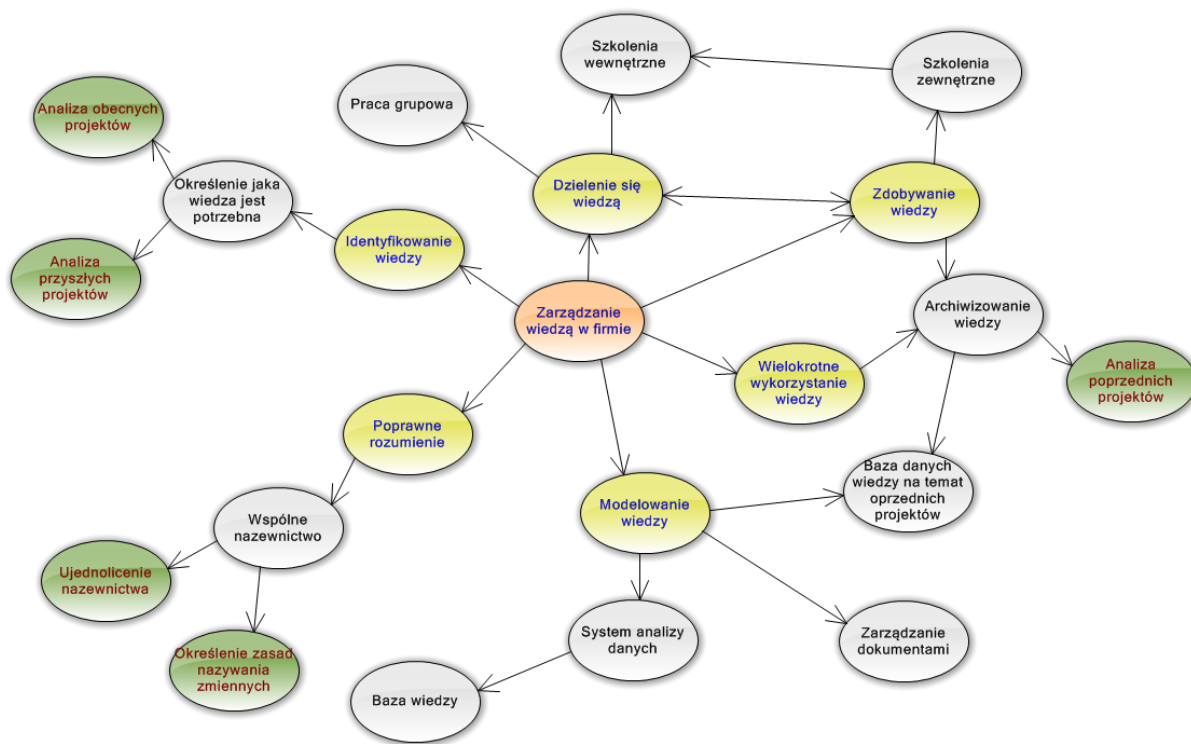 Szkolenia
wewnętrzne
Szkolenia
zewnętrzne
Analiza obecnych
projektów
Praca grupowa
Określenie jaka
wiedza jest
potrzebna
Dzielenie się
wiedzą
Zdobywanie
wiedzy
Identyfikowanie
wiedzy
Analiza
przyszłych
projektów
Zarządzanie
wiedzą w firmie
Archiwizowanie
wiedzy
Wielokrotne
wykorzystanie
wiedzy
Analiza
poprzednich
projektów
Poprawne
rozumienie
Baza danych
wiedzy na temat
oprzednich
projektów
Modelowanie
wiedzy
Wspólne
nazewnictwo
Ujednolicenie
nazewnictwa
System analizy
danych
Zarządzanie
dokumentami
Określenie zasad
nazywania
zmiennych
Baza wiedzy